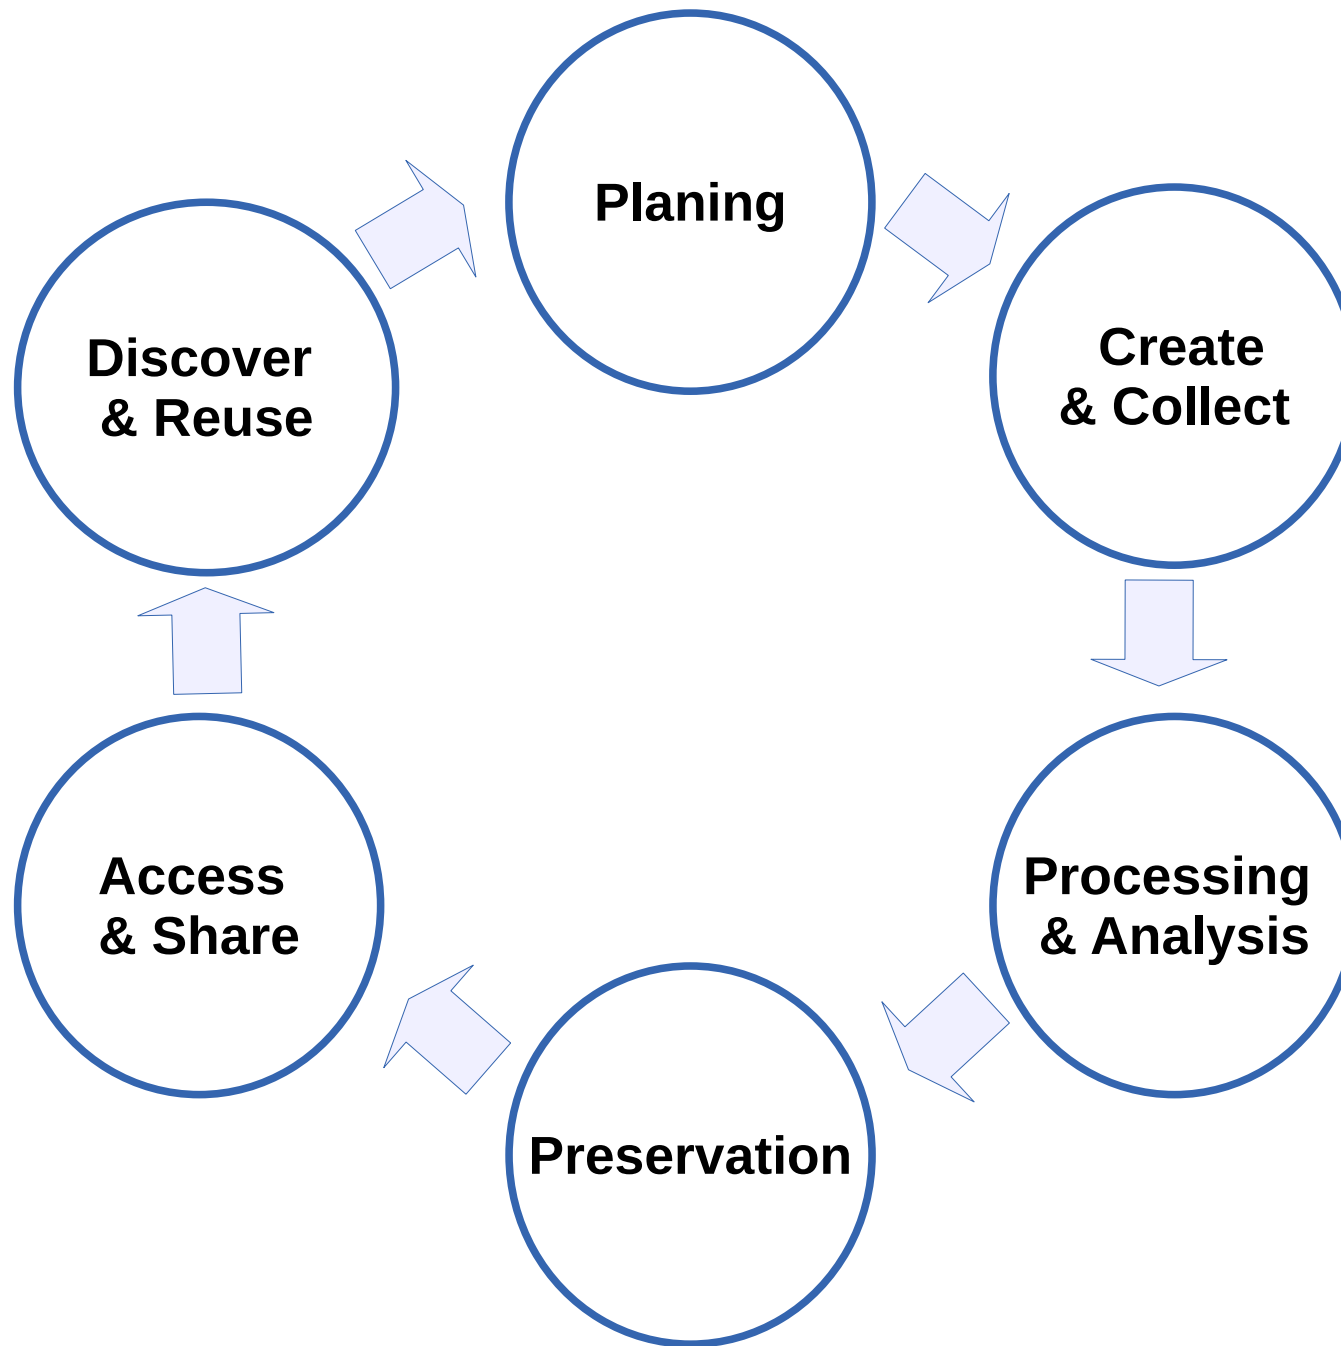 Planing
Create
& Collect
Processing
& Analysis
Preservation
Access
& Share
Discover
& Reuse